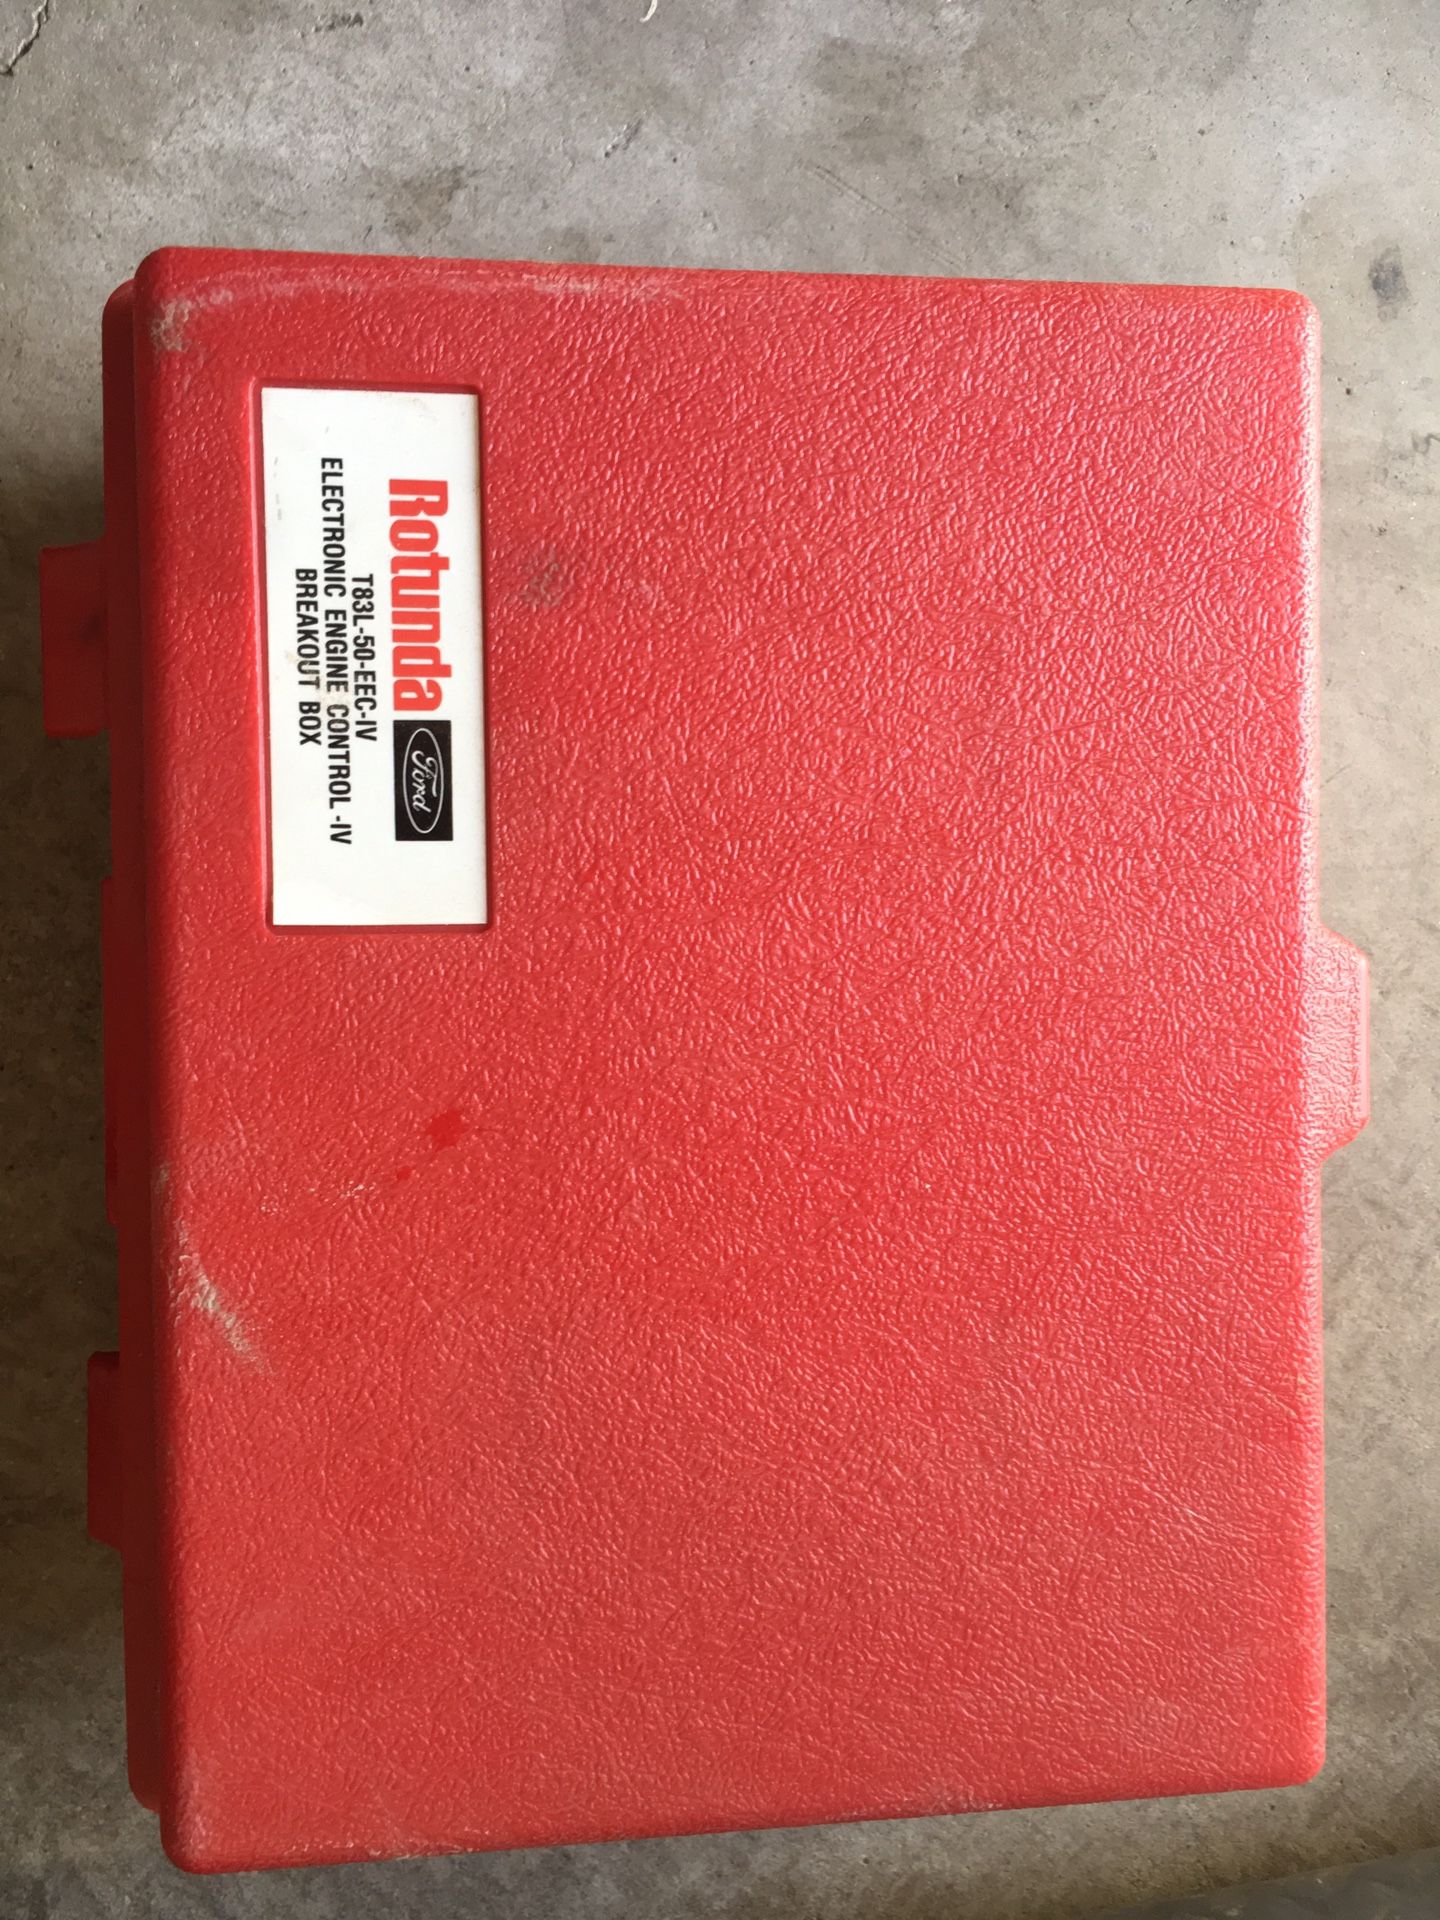 Rotunda Ford
T83L-50-EEC-IV
ELECTRONIC ENGINE CONTROL -IV
BREAKOUT BOX